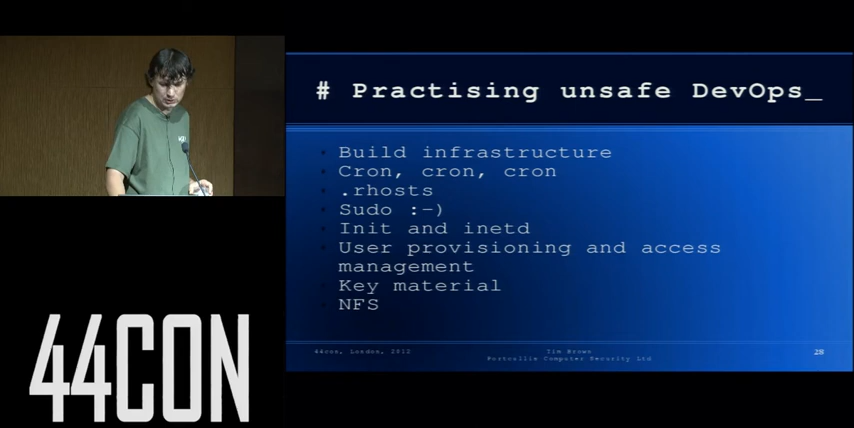 # Practising unsafe DevOps_
Build infrastructure
Cron, cron, cron
.rhosts
Sudo :-)
Init and inetd
User provisioning and access
management
Key material
NFS
44con, London, 2012
Tim Brown
Portcullis Computer Security Ltd
28
44CON